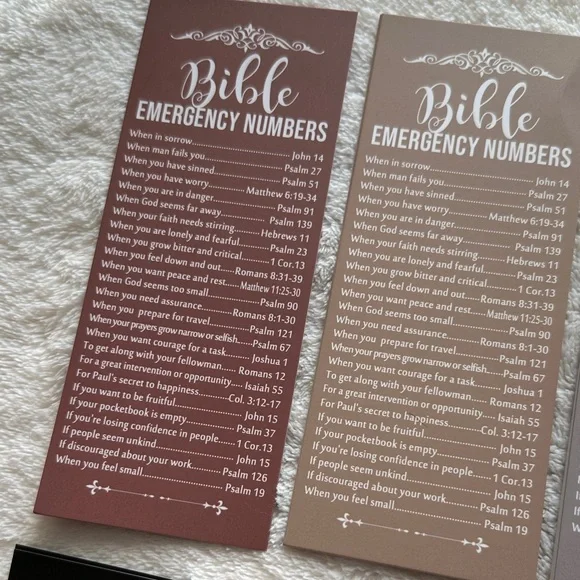 Bible
EMERGENCY NUMBERS
When in sorrow........John 14
When man fails you........Psalm 27
When you have sinned........Psalm 51
When you have worry........Matthew 6:19-34
When you are in danger........Psalm 91
When God seems far away........Psalm 139
When your faith needs stirring........Hebrews 11
When you are lonely and fearful........Psalm 23
When you grow bitter and critical........1 Cor.13
When you feel down and out........Romans 8:31-39
When you want peace and rest........Matthew 11:25-30
When God seems too small........Psalm 90
When you need assurance........Romans 8:1-30
When you prepare for travel........Psalm 121
When your prayers grow narrow or selfish........Psalm 67
When you want courage for a task........Joshua 1
To get along with your fellowman........Romans 12
For a great intervention or opportunity........Isaiah 55
For Paul's secret to happiness........Col. 3:12-17
If you want to be fruitful........John 15
If your pocketbook is empty........Psalm 37
If you're losing confidence in people........1 Cor.13
If people seem unkind........John 15
If discouraged about your work........Psalm 126
When you feel small........Psalm 19
Bible
EMERGENCY NUMBERS
When in sorrow........John 14
When man fails you........Psalm 27
When you have sinned........Psalm 51
When you have worry........Matthew 6:19-34
When you are in danger........Psalm 91
When God seems far away........Psalm 139
When your faith needs stirring........Hebrews 11
When you are lonely and fearful........Psalm 23
When you grow bitter and critical........1 Cor.13
When you feel down and out........Romans 8:31-39
When you want peace and rest........Matthew 11:25-30
When God seems too small........Psalm 90
When you need assurance........Romans 8:1-30
When you prepare for travel........Psalm 121
When your prayers grow narrow or selfish........Psalm 67
When you want courage for a task........Joshua 1
To get along with your fellowman........Romans 12
For a great intervention or opportunity........Isaiah 55
For Paul's secret to happiness........Col. 3:12-17
If you want to be fruitful........John 15
If your pocketbook is empty........Psalm 37
If you're losing confidence in people........1 Cor.13
If people seem unkind........John 15
If discouraged about your work........Psalm 126
When you feel small........Psalm 19